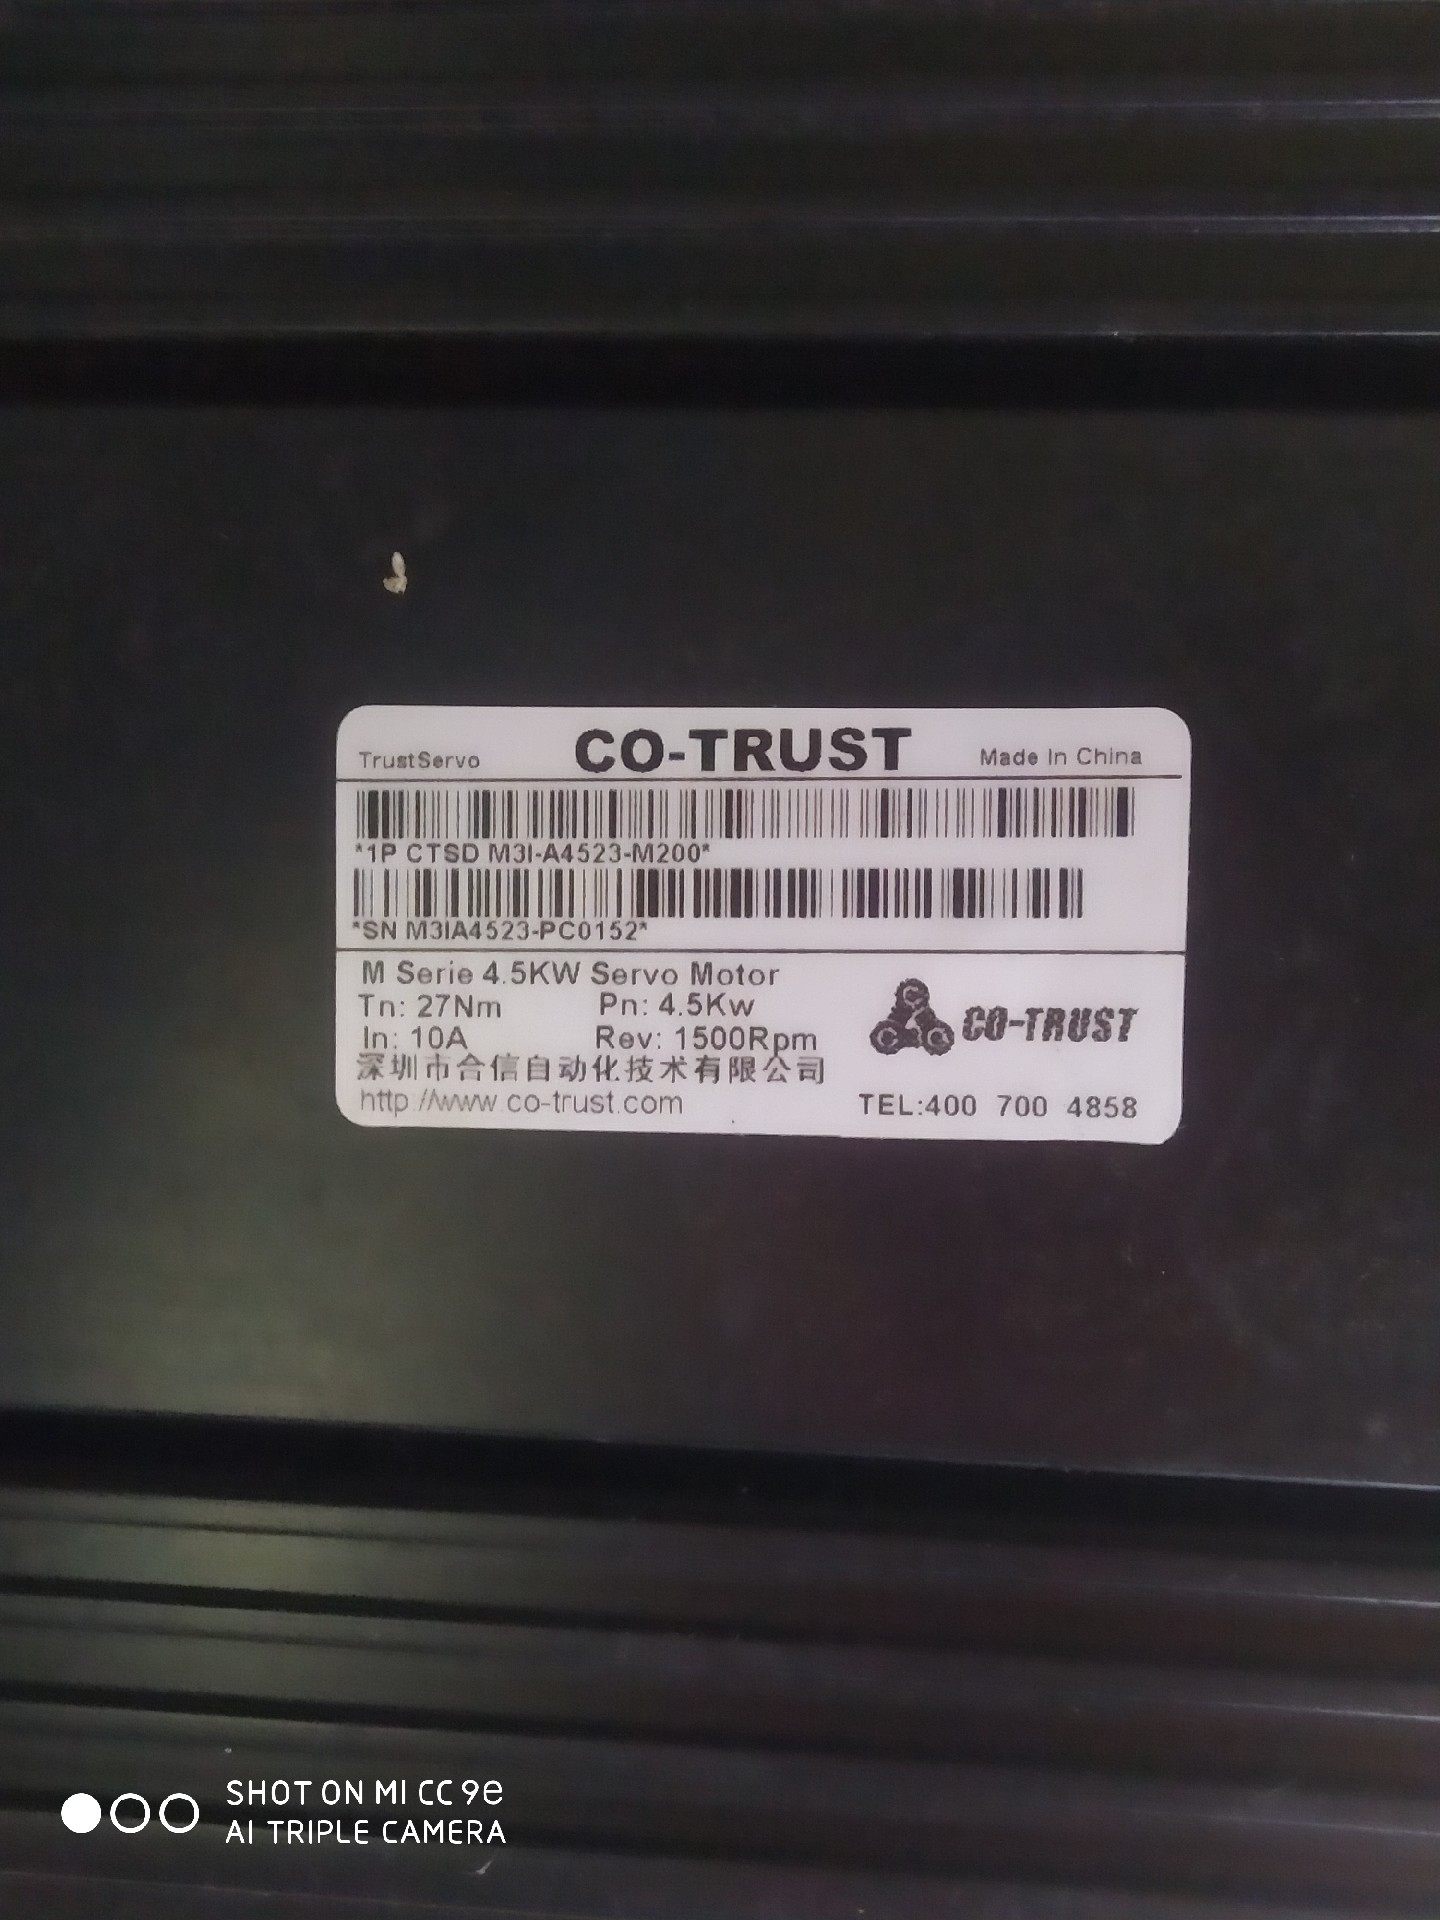 TrustServo CO-TRUST Made In China
*1P CTSD M3I-A4523-M200*
*SN M3IA4523-PC0152*
M Serie 4.5KW Servo Motor
Tn: 27Nm Pn: 4.5Kw
In: 10A Rev: 1500Rpm
CO-TRUST
深圳市合信自动化技术有限公司
http://www.co-trust.com TEL:400 700 4858
SHOT ON MI CC 9e
AI TRIPLE CAMERA